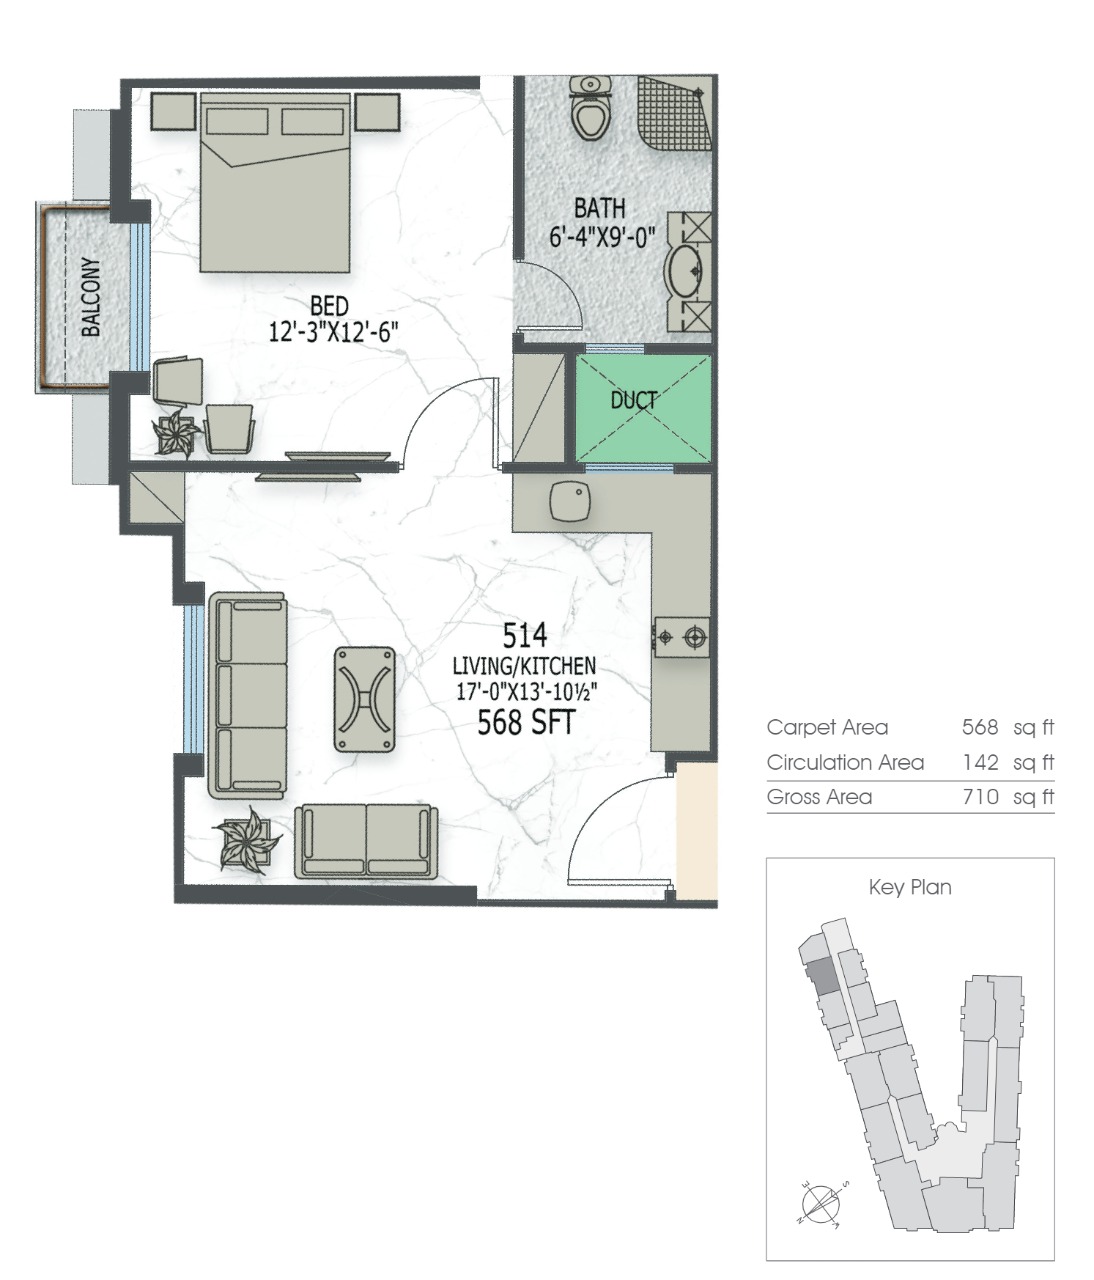 BATH
6'-4"X9'-0"
BALCONY
BED
12'-3"X12'-6"
DUCT
514
LIVING/KITCHEN
17'-0"X13'-10½"
568 SFT
Carpet Area 568 sq ft
Circulation Area 142 sq ft
Gross Area 710 sq ft
Key Plan
E S
N